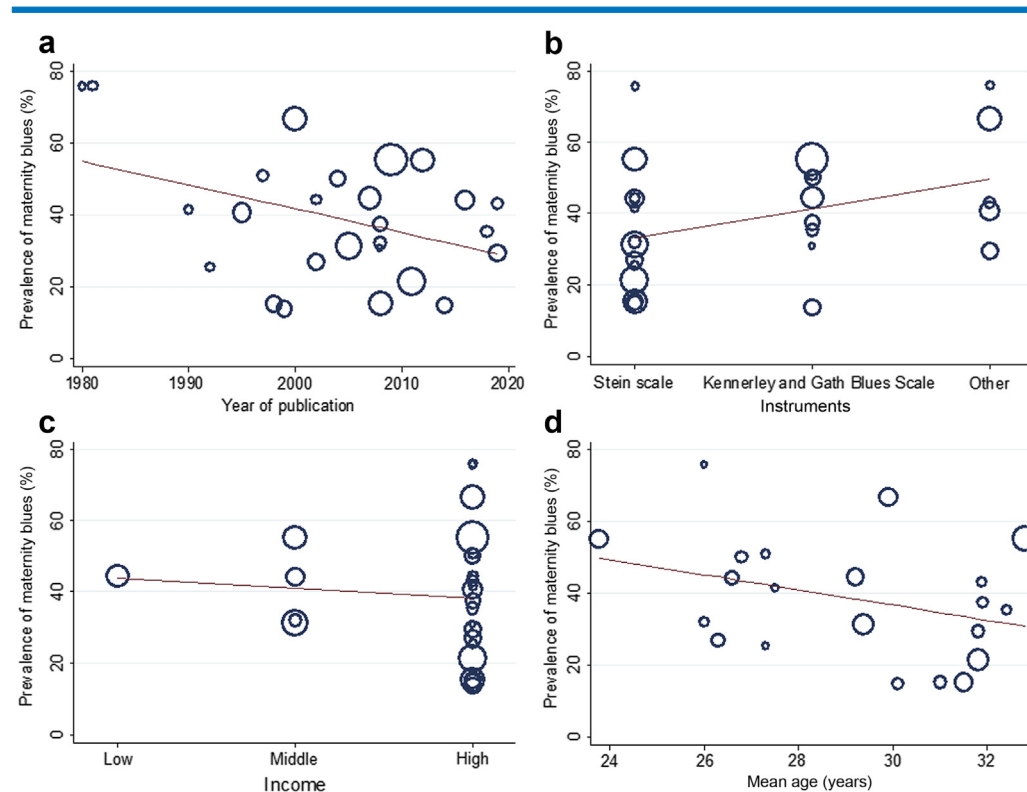 a
Prevalence of maternity blues (%)
80
60
40
20
0
1980
1990
2000
2010
2020
Year of publication
b
Prevalence of maternity blues (%)
80
60
40
20
0
Stein scale
Kennerley and Gath Blues Scale
Other
Instruments
c
Prevalence of maternity blues (%)
80
60
40
20
0
Low
Middle
High
Income
d
Prevalence of maternity blues (%)
80
60
40
20
0
24
26
28
30
32
Mean age (years)